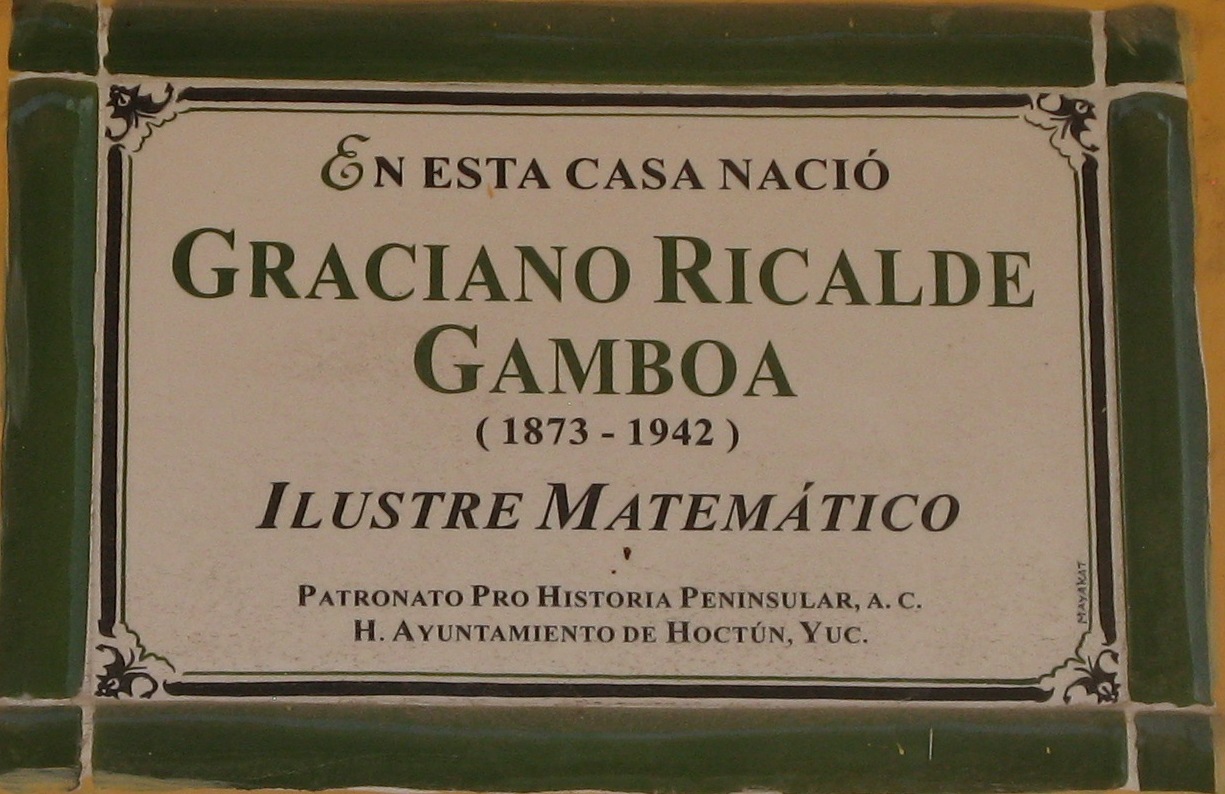 En esta casa nació
Graciano Ricalde
Gamboa
( 1873 - 1942 )
Ilustre Matemático
Patronato Pro Historia Peninsular, A. C.
H. Ayuntamiento de Hoctún, Yuc.
MAYAKAT